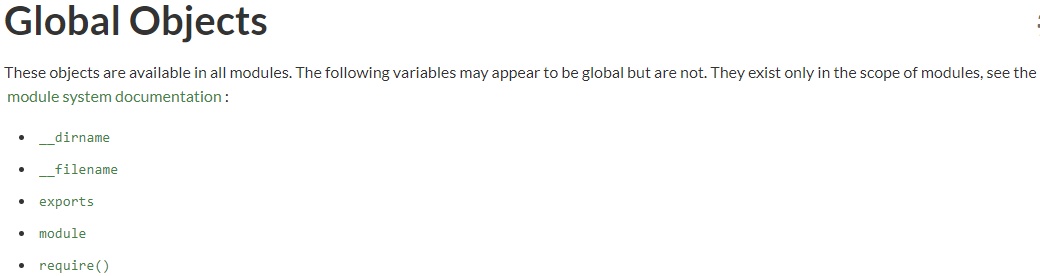 Global Objects
These objects are available in all modules. The following variables may appear to be global but are not. They exist only in the scope of modules, see the
module system documentation :
• __dirname
• __filename
• exports
• module
• require()